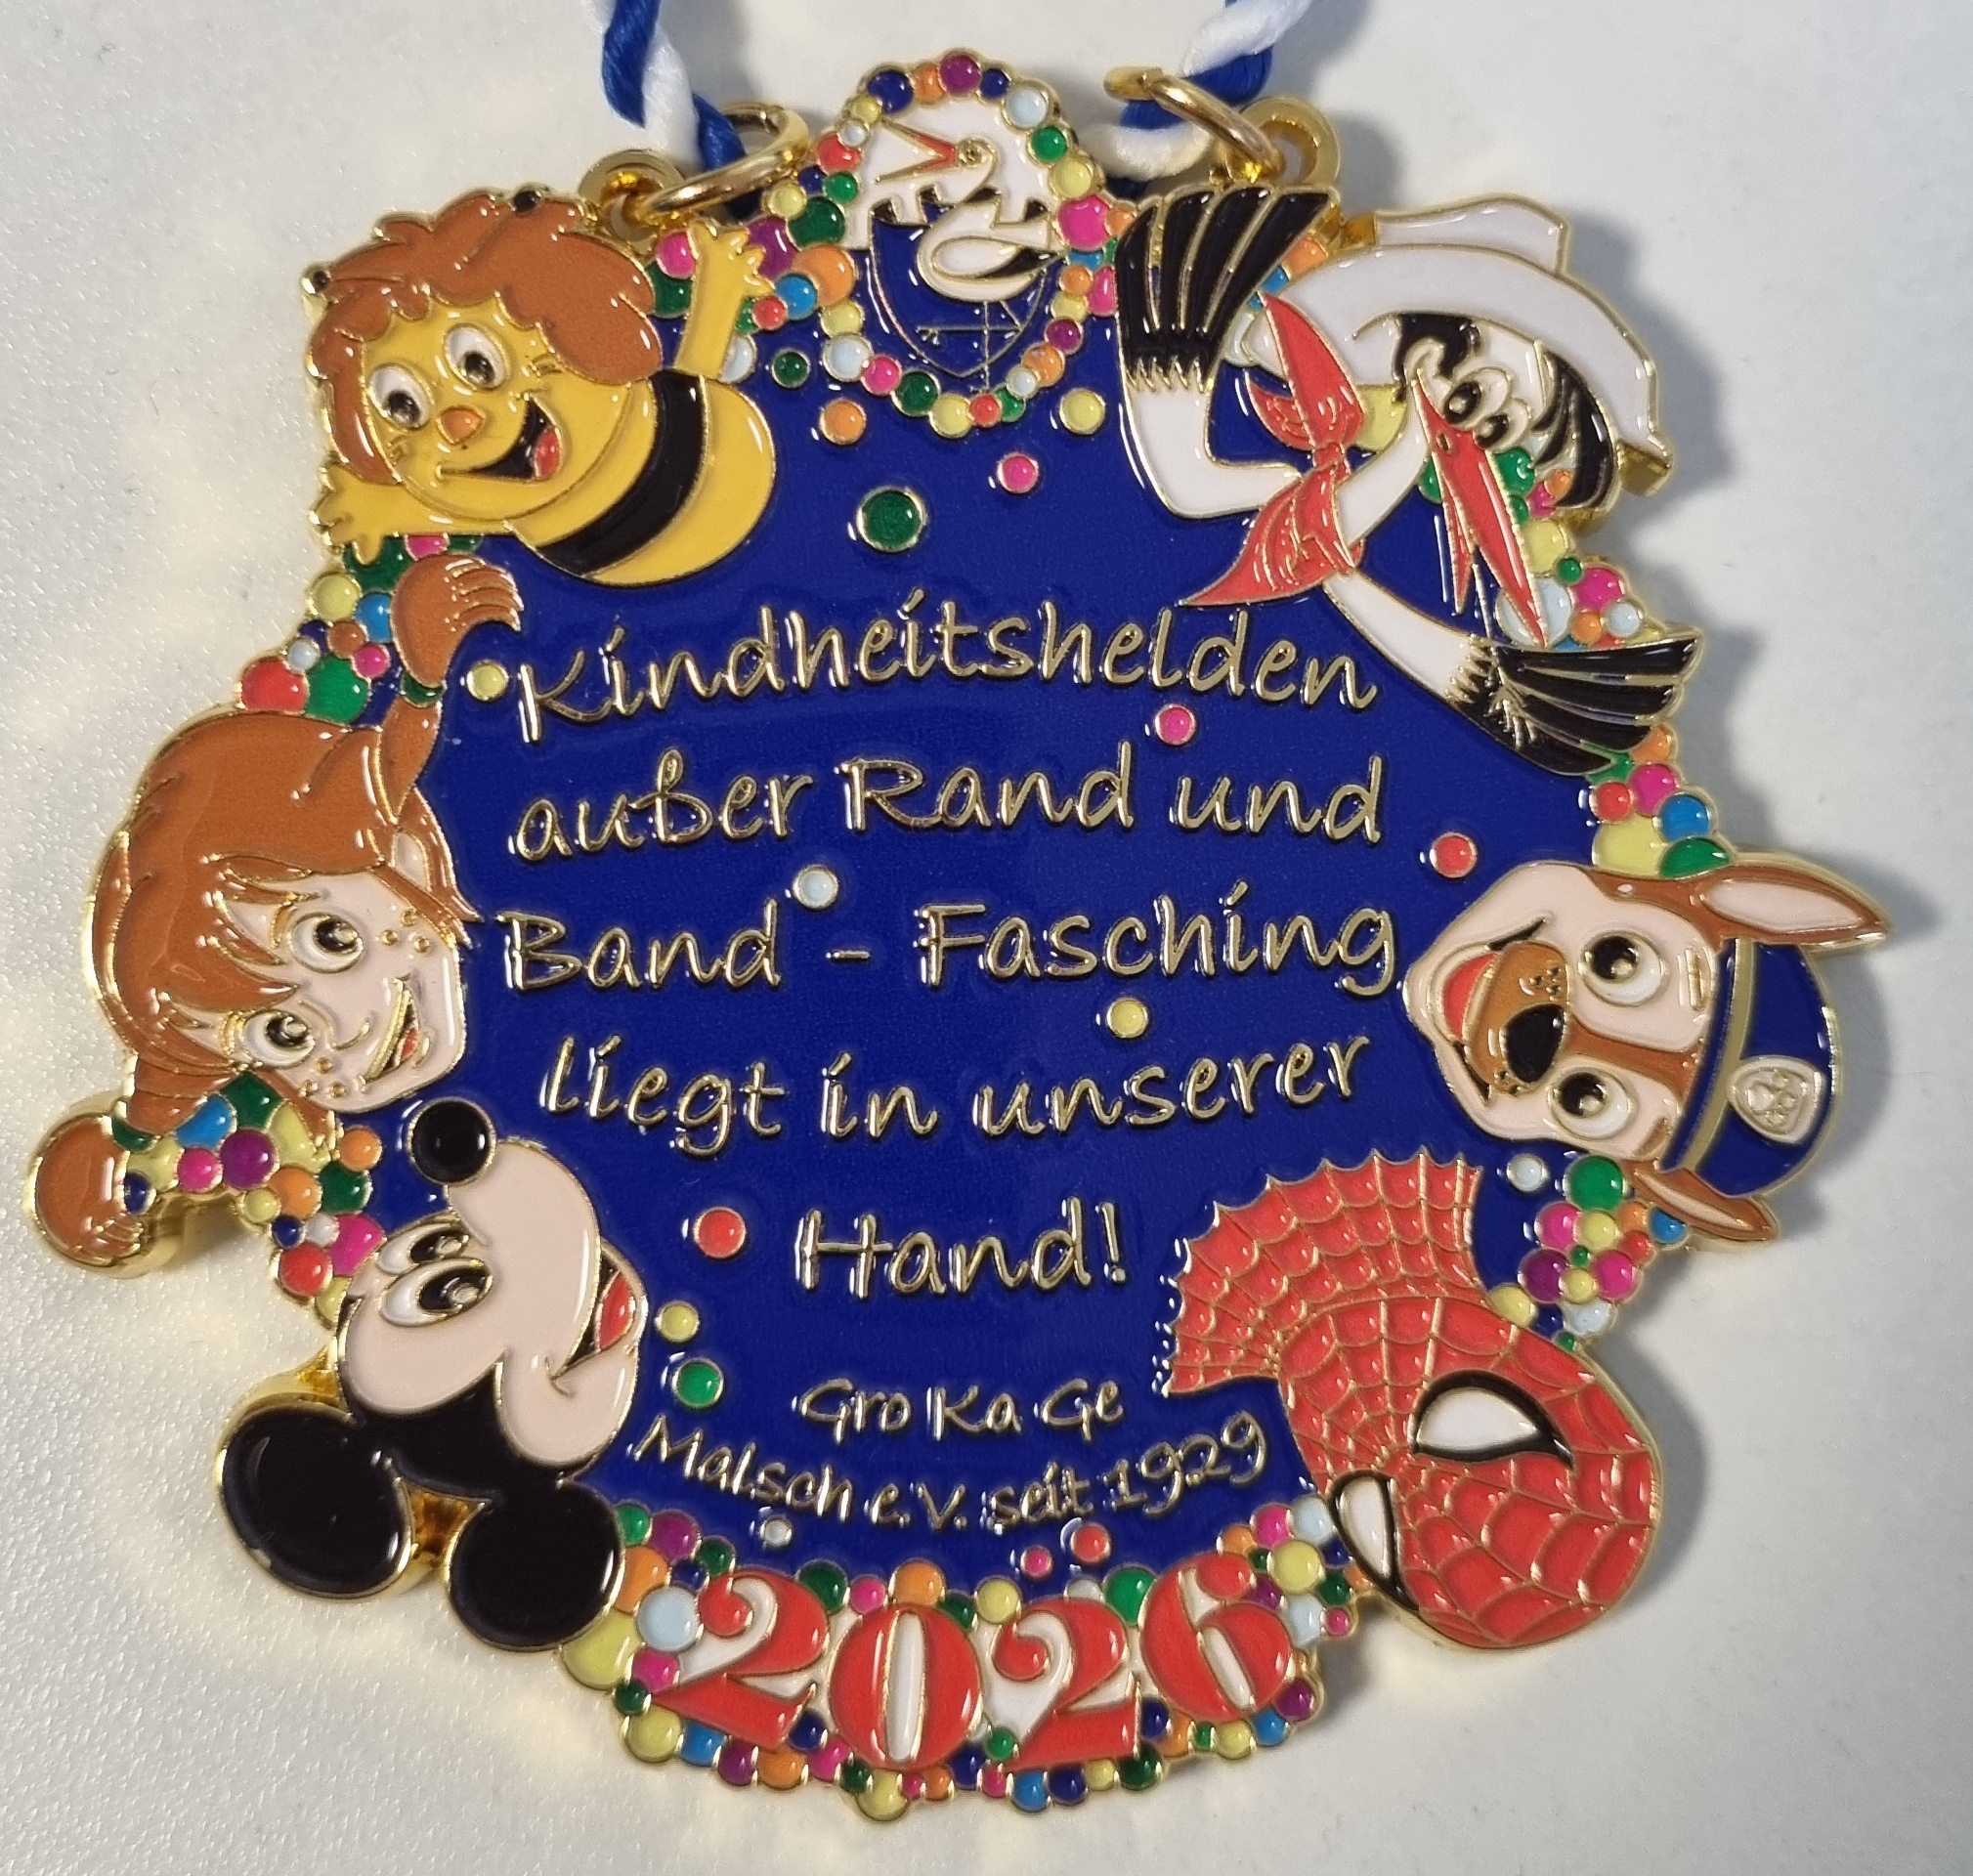 Kindheitshelden
außer Rand und
Band - Fasching
liegt in unserer
Hand!
Gro Ka Ge
Malsch e.V. seit 1929
2026